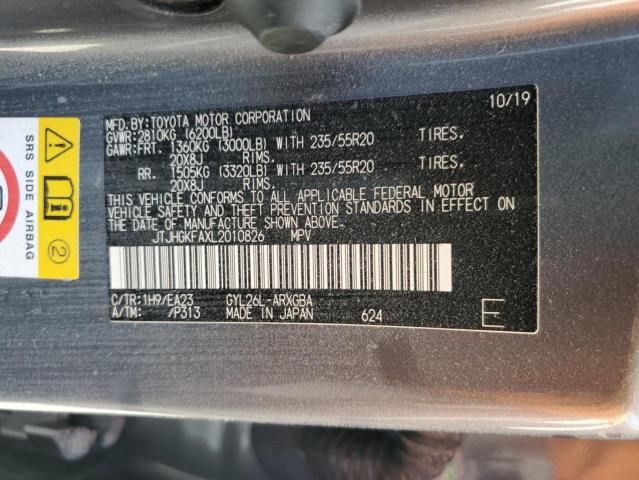 10/19
MFD.BY:TOYOTA MOTOR CORPORATION
GVWR:2810KG (6200LB)
GAWR:FRT. 1360KG (3000LB) WITH 235/55R20 TIRES.
20X8J RIMS.
RR. 1505KG (3320LB) WITH 235/55R20 TIRES.
20X8J RIMS.
THIS VEHICLE CONFORMS TO ALL APPLICABLE FEDERAL MOTOR
VEHICLE SAFETY AND THEFT PREVENTION STANDARDS IN EFFECT ON
THE DATE OF MANUFACTURE SHOWN ABOVE.
JTJHGKFAXL2010826 MPV
C/TR:1H9/EA23 GYL26L-ARXGBA
A/TM: /P313 MADE IN JAPAN 624
E
SRS SIDE AIRBAG
2